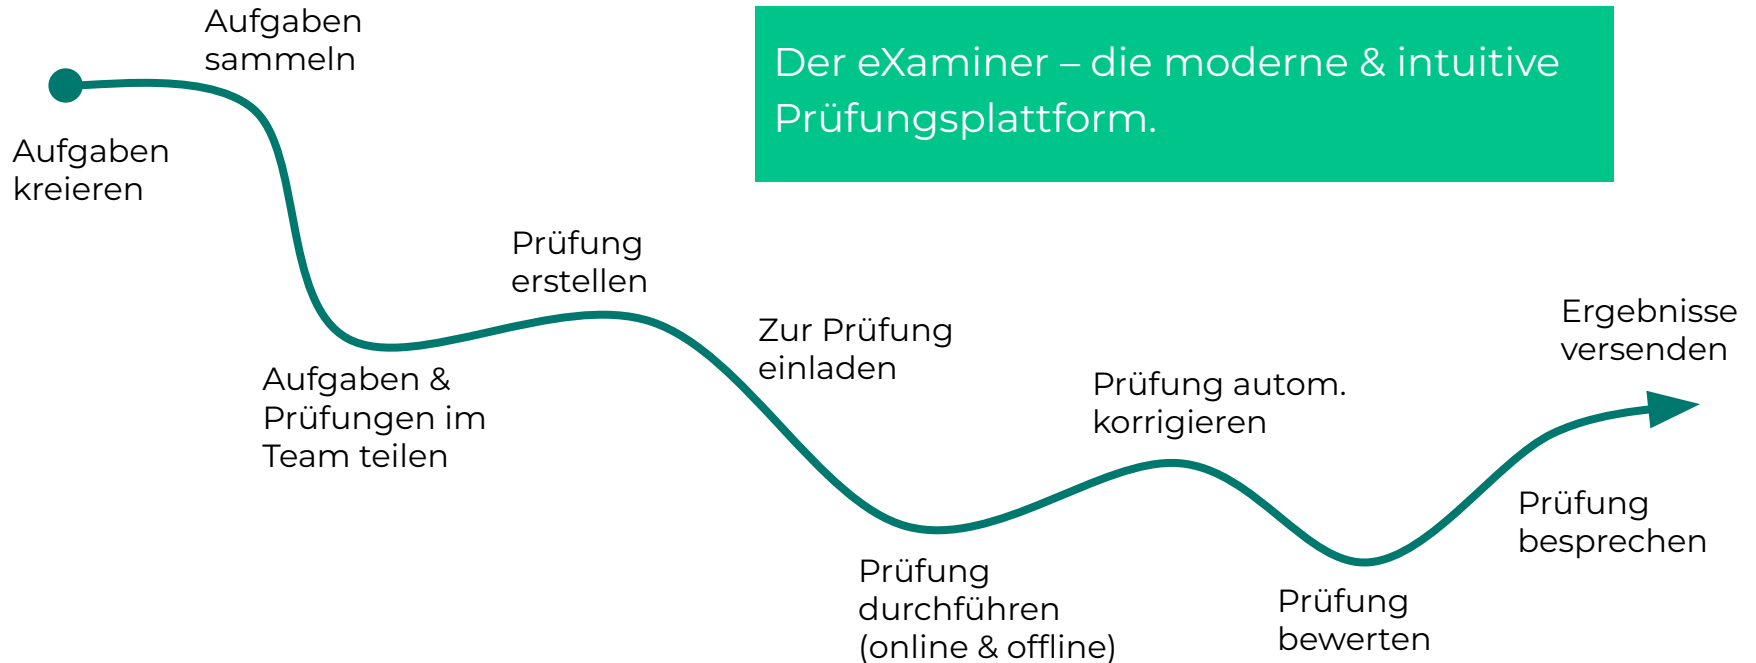 Aufgaben
sammeln
Der eXaminer – die moderne & intuitive
Prüfungsplattform.
Aufgaben
kreieren
Prüfung
erstellen
Aufgaben &
Prüfungen im
Team teilen
Zur Prüfung
einladen
Prüfung
durchführen
(online & offline)
Prüfung autom.
korrigieren
Prüfung
bewerten
Prüfung
besprechen
Ergebnisse
versenden